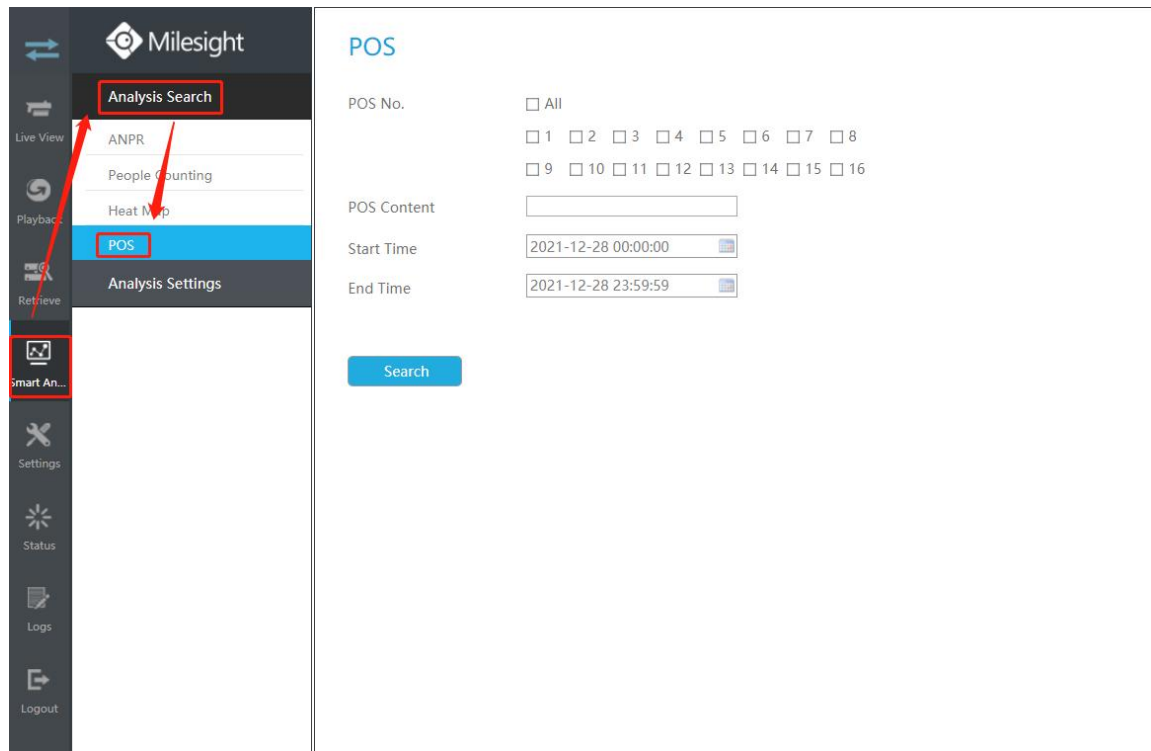 Milesight
Live View
Playback
Retrieve
Smart An...
Settings
Status
Logs
Logout
Analysis Search
ANPR
People Counting
Heat Map
POS
Analysis Settings
POS
POS No.
All
1 2 3 4 5 6 7 8
9 10 11 12 13 14 15 16
POS Content
Start Time 2021-12-28 00:00:00
End Time 2021-12-28 23:59:59
Search